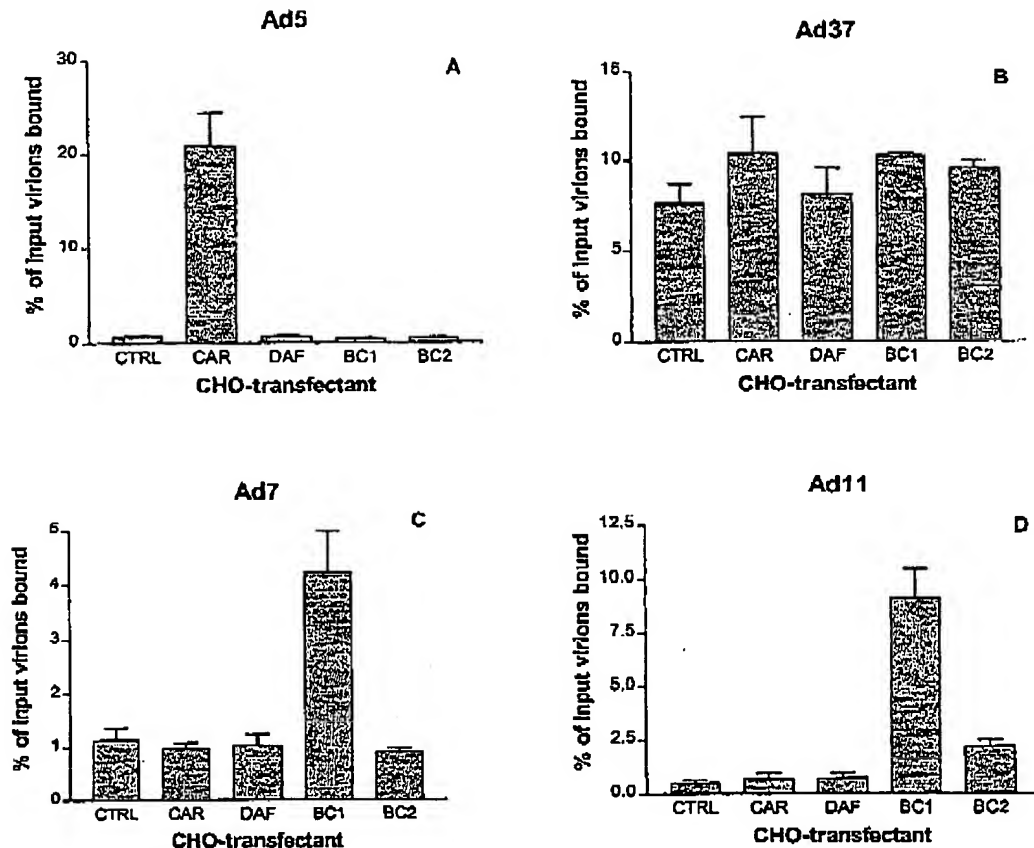 Ad5
A
% of input virions bound
30
20
10
0
CTRL CAR DAF BC1 BC2
CHO-transfectant
Ad37
B
% of input virions bound
15
10
5
0
CTRL CAR DAF BC1 BC2
CHO-transfectant
Ad7
C
% of input virions bound
5
4
3
2
1
0
CTRL CAR DAF BC1 BC2
CHO-transfectant
Ad11
D
% of input virions bound
12.5
10.0
7.5
5.0
2.5
0.0
CTRL CAR DAF BC1 BC2
CHO-transfectant